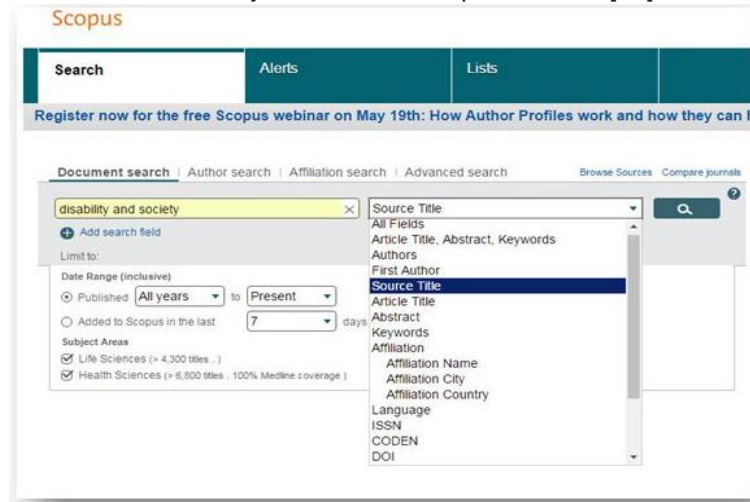 Scopus
Search Alerts Lists
Register now for the free Scopus webinar on May 19th: How Author Profiles work and how they can
Document search | Author search | Affiliation search | Advanced search Browse Sources Compare journals
disability and society Source Title
Add search field
Limit to:
Date Range (inclusive)
Published All years to Present
Added to Scopus in the last 7 days
Subject Areas
Life Sciences (> 4,300 titles . )
Health Sciences (> 6,800 titles . 100% Medline coverage )
All Fields
Article Title, Abstract, Keywords
Authors
First Author
Source Title
Article Title
Abstract
Keywords
Affiliation
Affiliation Name
Affiliation City
Affiliation Country
Language
ISSN
CODEN
DOI